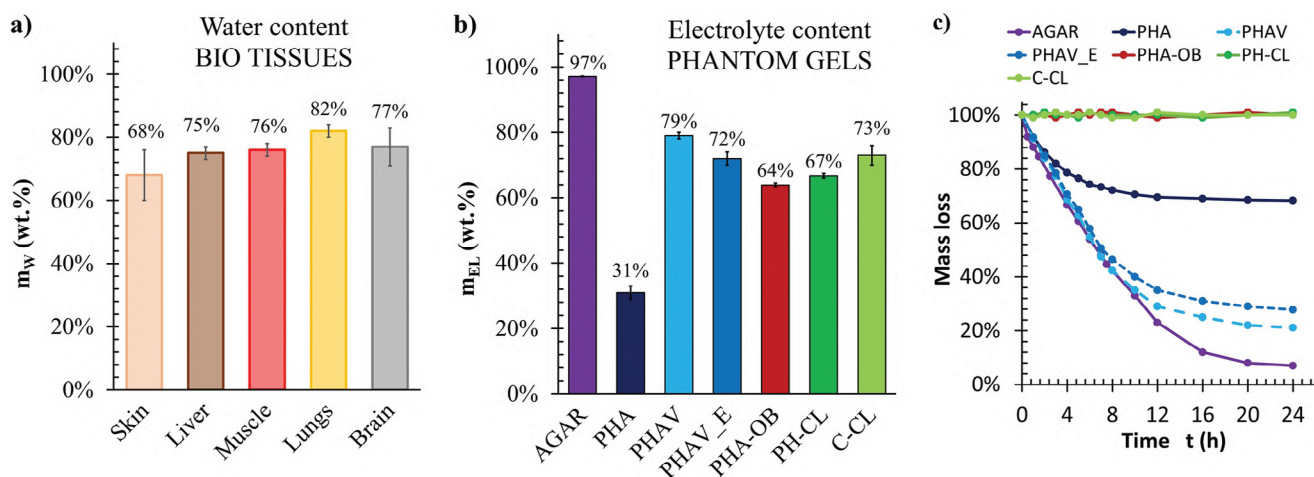 a)
Water content
BIO TISSUES
m_W (wt.%)
100%
80%
60%
40%
20%
0%
68%
75%
76%
82%
77%
Skin
Liver
Muscle
Lungs
Brain
b)
Electrolyte content
PHANTOM GELS
m_EL (wt.%)
100%
80%
60%
40%
20%
0%
97%
31%
79%
72%
64%
67%
73%
AGAR
PHA
PHAV
PHAV_E
PHA-OB
PH-CL
C-CL
c)
AGAR PHA PHAV
PHAV_E PHA-OB PH-CL
C-CL
Mass loss
100%
80%
60%
40%
20%
0%
0 4 8 12 16 20 24
Time t (h)